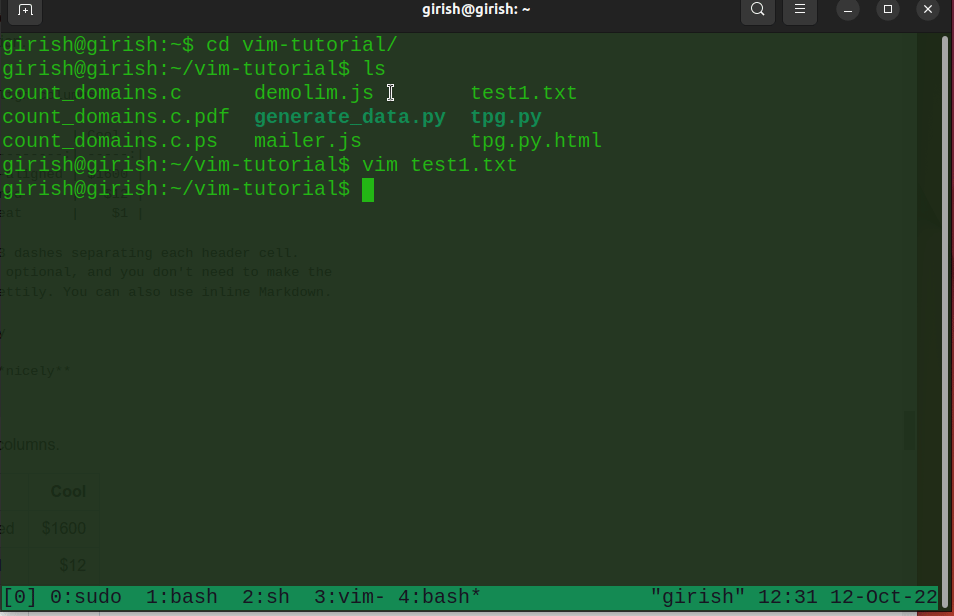 girish@girish: ~
girish@girish:~$ cd vim-tutorial/
girish@girish:~/vim-tutorial$ ls
count_domains.c      demolim.js        test1.txt
count_domains.c.pdf  generate_data.py  tpg.py
count_domains.c.ps   mailer.js         tpg.py.html
girish@girish:~/vim-tutorial$ vim test1.txt
girish@girish:~/vim-tutorial$
eat | $1 |
3 dashes separating each header cell.
optional, and you don't need to make the
ettily. You can also use inline Markdown.
*nicely**
columns.
Cool
ed $1600
$12
[0] 0:sudo  1:bash  2:sh  3:vim- 4:bash*  "girish" 12:31 12-Oct-22